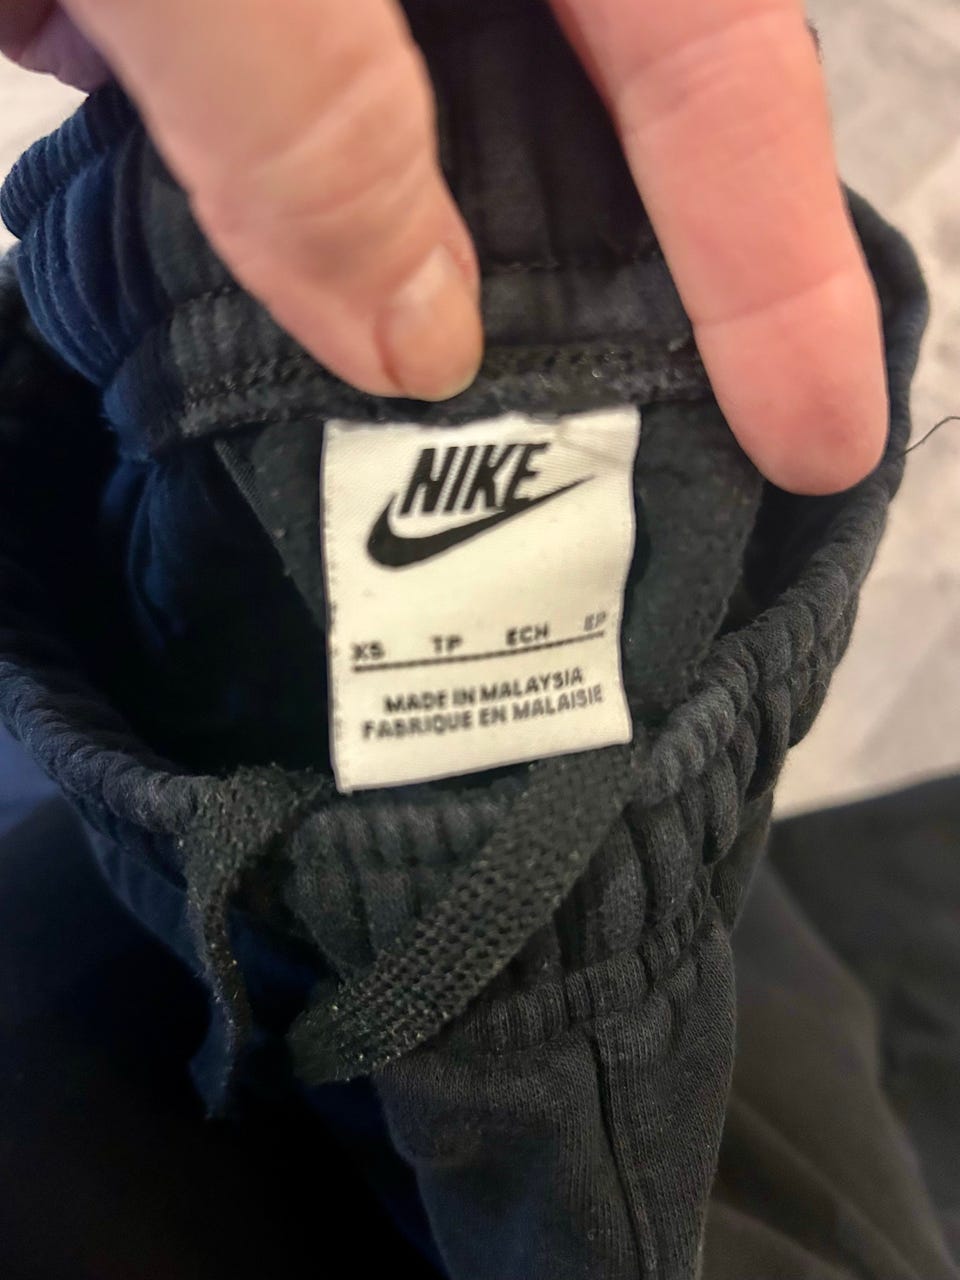 NIKE
XS TP ECH EP
MADE IN MALAYSIA
FABRIQUE EN MALAISIE